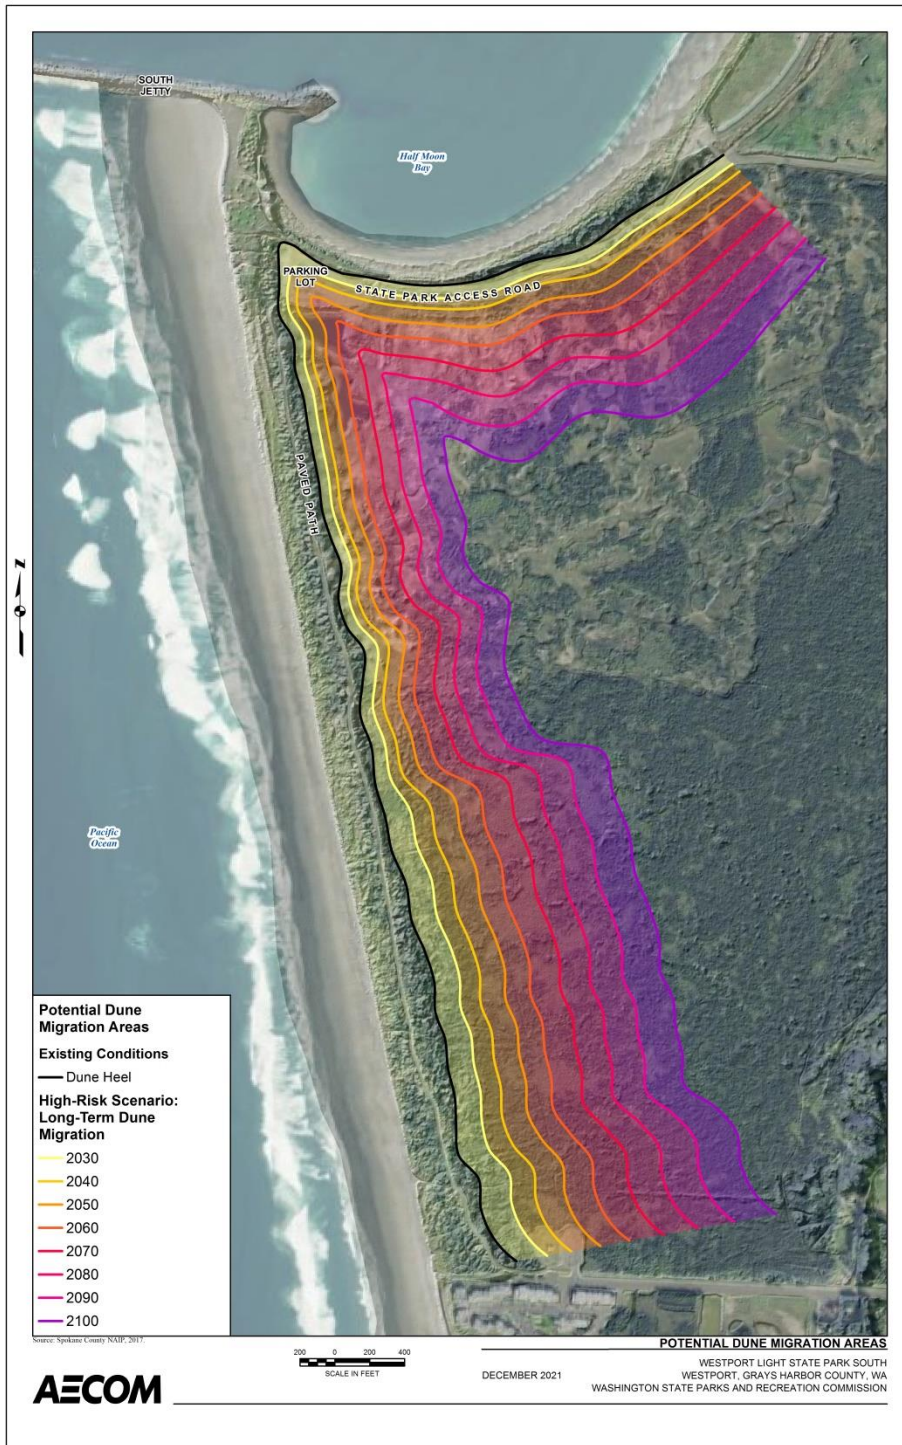 SOUTH
JETTY
Half Moon
Bay
PARKING
LOT
STATE PARK ACCESS ROAD
PAVED PATH
Z
Pacific
Ocean
Potential Dune
Migration Areas
Existing Conditions
Dune Heel
High-Risk Scenario:
Long-Term Dune
Migration
2030
2040
2050
2060
2070
2080
2090
2100
Source: Spokane County NAIP, 2017.
200 0 200 400
SCALE IN FEET
DECEMBER 2021
POTENTIAL DUNE MIGRATION AREAS
WESTPORT LIGHT STATE PARK SOUTH
WESTPORT, GRAYS HARBOR COUNTY, WA
WASHINGTON STATE PARKS AND RECREATION COMMISSION
AECOM